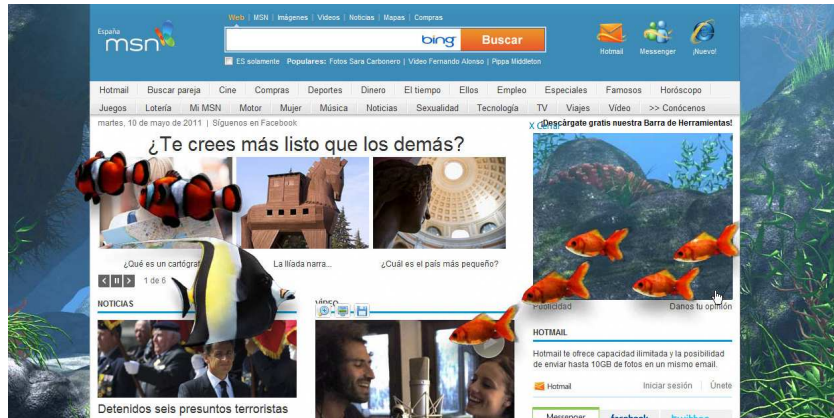 Web | MSN | Imágenes | Videos | Noticias | Mapas | Compras
España
msn
bing
Buscar
ES solamente Populares: Fotos Sara Carbonero | Video Fernando Alonso | Pippa Middleton
Hotmail Messenger ¡Nuevo!
Hotmail Buscar pareja Cine Compras Deportes Dinero El tiempo Ellos Empleo Especiales Famosos Horóscopo
Juegos Lotería Mi MSN Motor Mujer Música Noticias Sexualidad Tecnología TV Viajes Vídeo >> Conócenos
martes, 10 de mayo de 2011 | Síguenos en Facebook
X Cerrar
Descárgate gratis nuestra Barra de Herramientas!
¿Te crees más listo que los demás?
¿Qué es un cartógraf
La Ilíada narra...
¿Cuál es el país más pequeño?
1 de 6
Publicidad
Danos tu opinión
NOTICIAS
VÍDEO
Detenidos seis presuntos terroristas
HOTMAIL
Hotmail te ofrece capacidad ilimitada y la posibilidad
de enviar hasta 10GB de fotos en un mismo email.
Hotmail Iniciar sesión | Únete
Messenger facebook twitter